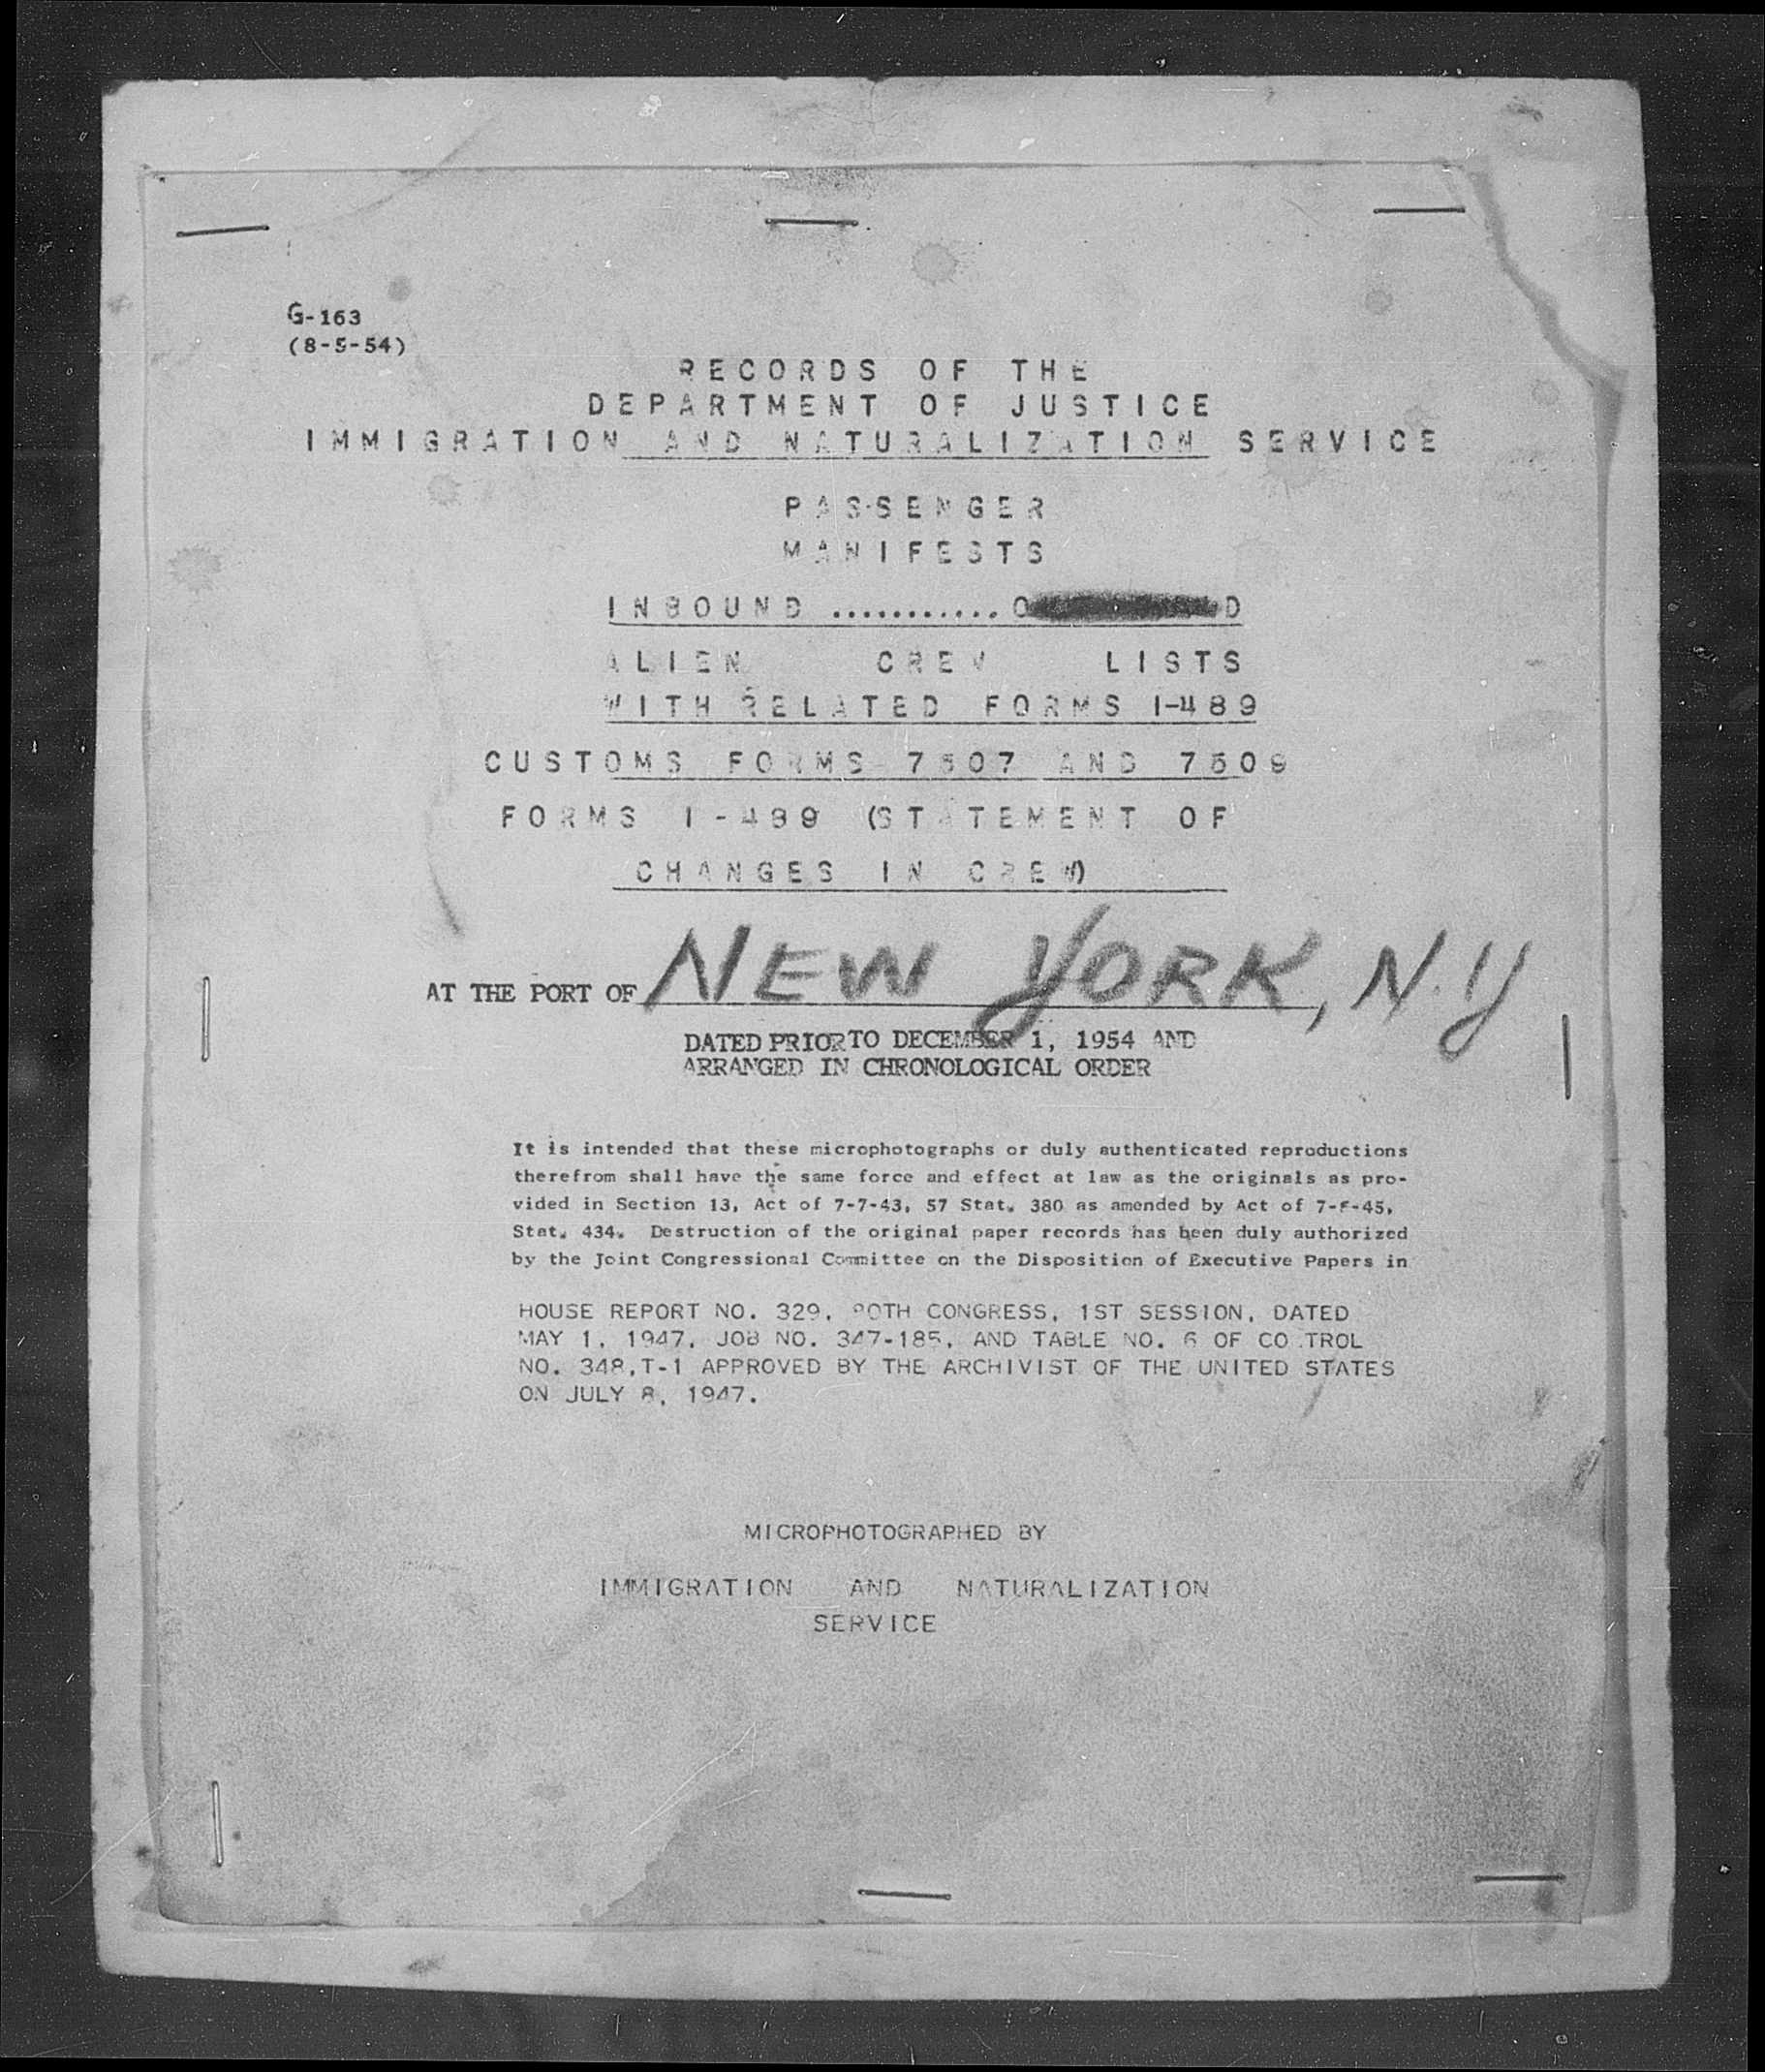 G-163
(8-5-54)
RECORDS OF THE
DEPARTMENT OF JUSTICE
IMMIGRATION AND NATURALIZATION SERVICE
PASSENGER
MANIFESTS
INBOUND ...........O D
ALIEN CREW LISTS
WITH RELATED FORMS I-489
CUSTOMS FORMS 7507 AND 7509
FORMS I-489 (STATEMENT OF
CHANGES IN CREW)
AT THE PORT OF NEW YORK, N.Y
DATED PRIOR TO DECEMBER 1, 1954 AND
ARRANGED IN CHRONOLOGICAL ORDER
It is intended that these microphotographs or duly authenticated reproductions
therefrom shall have the same force and effect at law as the originals as pro-
vided in Section 13, Act of 7-7-43, 57 Stat. 380 as amended by Act of
Stat. 434. Destruction of the original paper records has been duly authorized
by the Joint Congressional Committee on the Disposition of Executive Papers in
HOUSE REPORT NO. 329, 80TH CONGRESS, 1ST SESSION, DATED
MAY 1, 1947, JOB NO. 347-185, AND TABLE NO. 6 OF CO TROL
NO. 348,T-1 APPROVED BY THE ARCHIVIST OF THE UNITED STATES
ON JULY 8, 1947.
MICROPHOTOGRAPHED BY
IMMIGRATION AND NATURALIZATION
SERVICE